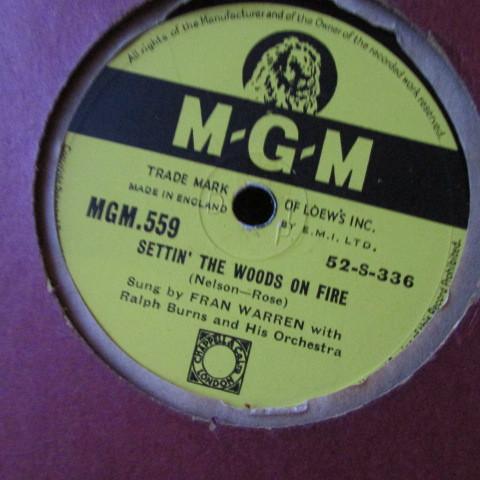 All rights of the Manufacturer and of the Owner of the recorded work reserved.
M-G-M
TRADE MARK OF LOEW'S INC.
MADE IN ENGLAND BY E.M.I. LTD.
MGM.559
52-S-336
SETTIN' THE WOODS ON FIRE
(Nelson—Rose)
Sung by FRAN WARREN with
Ralph Burns and His Orchestra
CHAPPELL & Co Ltd
LONDON
Prohibited.